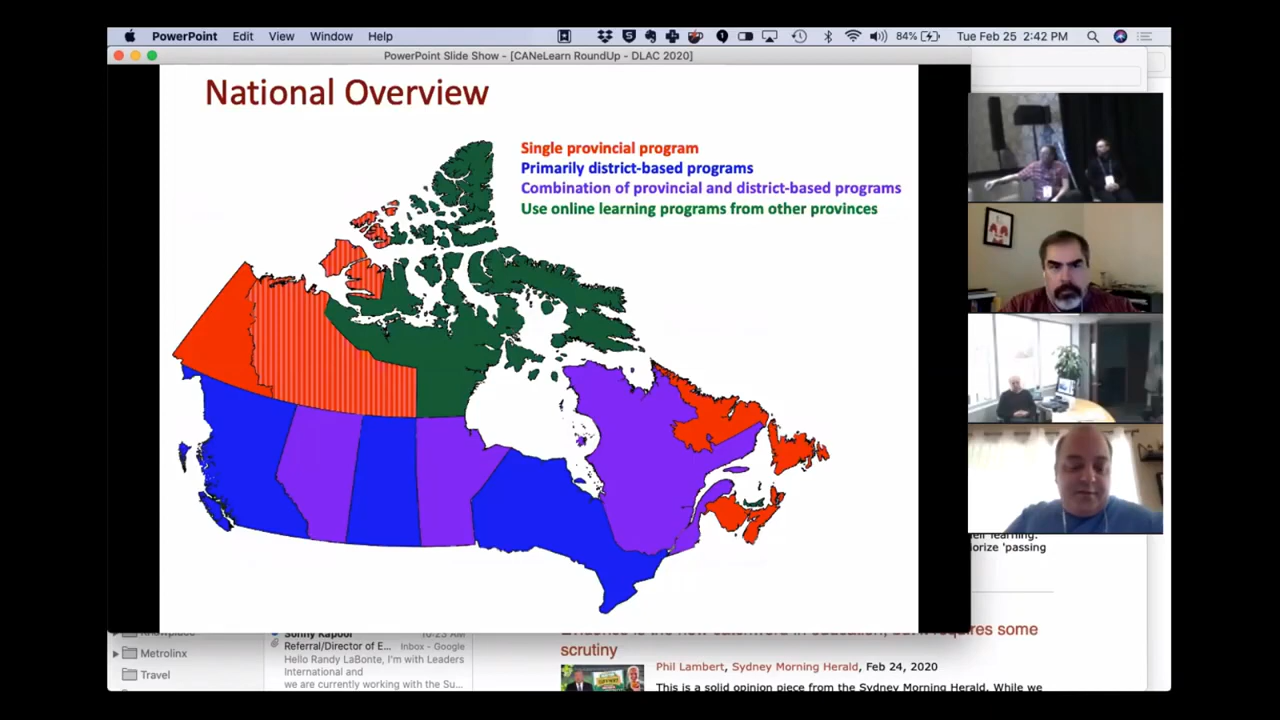 PowerPoint Edit View Window Help
84%
Tue Feb 25 2:42 PM
PowerPoint Slide Show - [CANeLearn RoundUp - DLAC 2020]
National Overview
Single provincial program
Primarily district-based programs
Combination of provincial and district-based programs
Use online learning programs from other provinces
learning.
orize 'passing
Metrolinx
Travel
Sonny Kapoor
Referral/Director of E... Inbox - Google
Hello Randy LaBonte, I'm with Leaders
International and
we are currently working with the Su...
some
scrutiny
Phil Lambert, Sydney Morning Herald, Feb 24, 2020
This is a solid opinion piece from the Sydney Morning Herald. While we